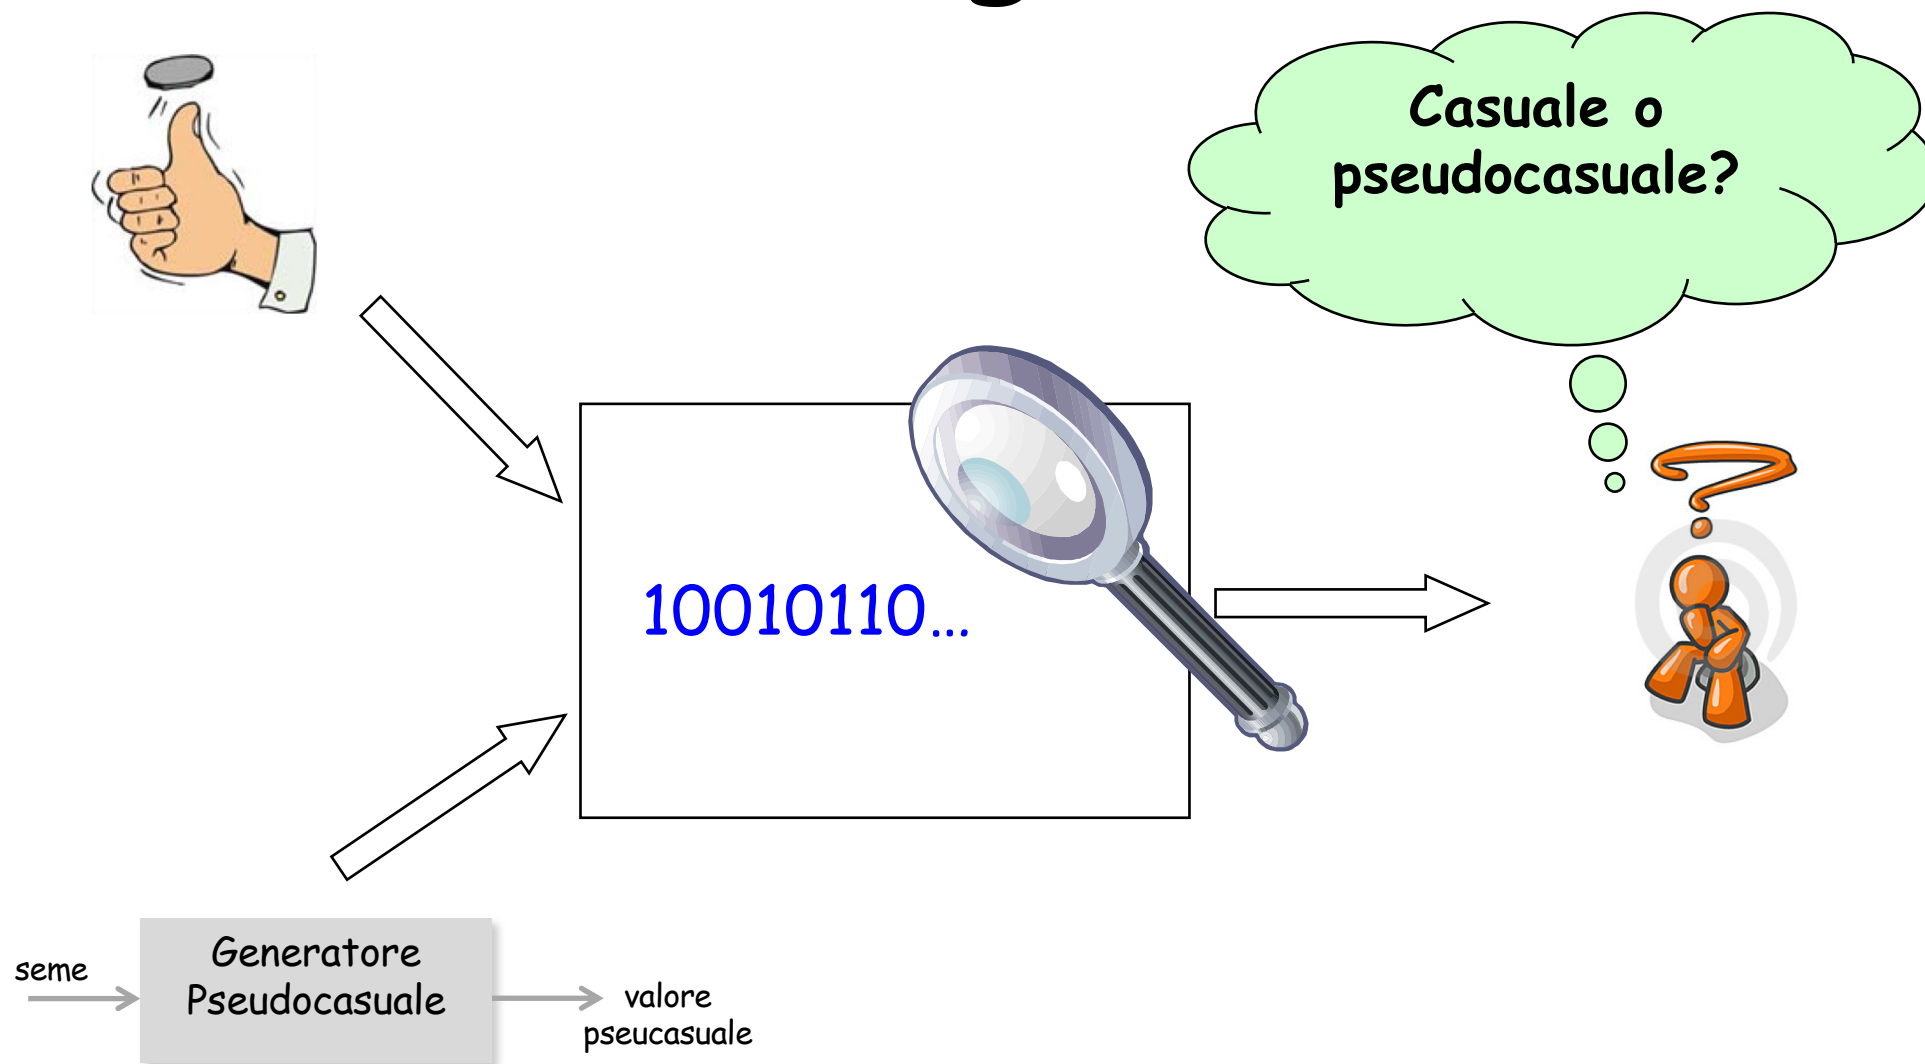 Casuale o
pseudocasuale?
10010110...
seme
Generatore
Pseudocasuale
valore
pseucasuale